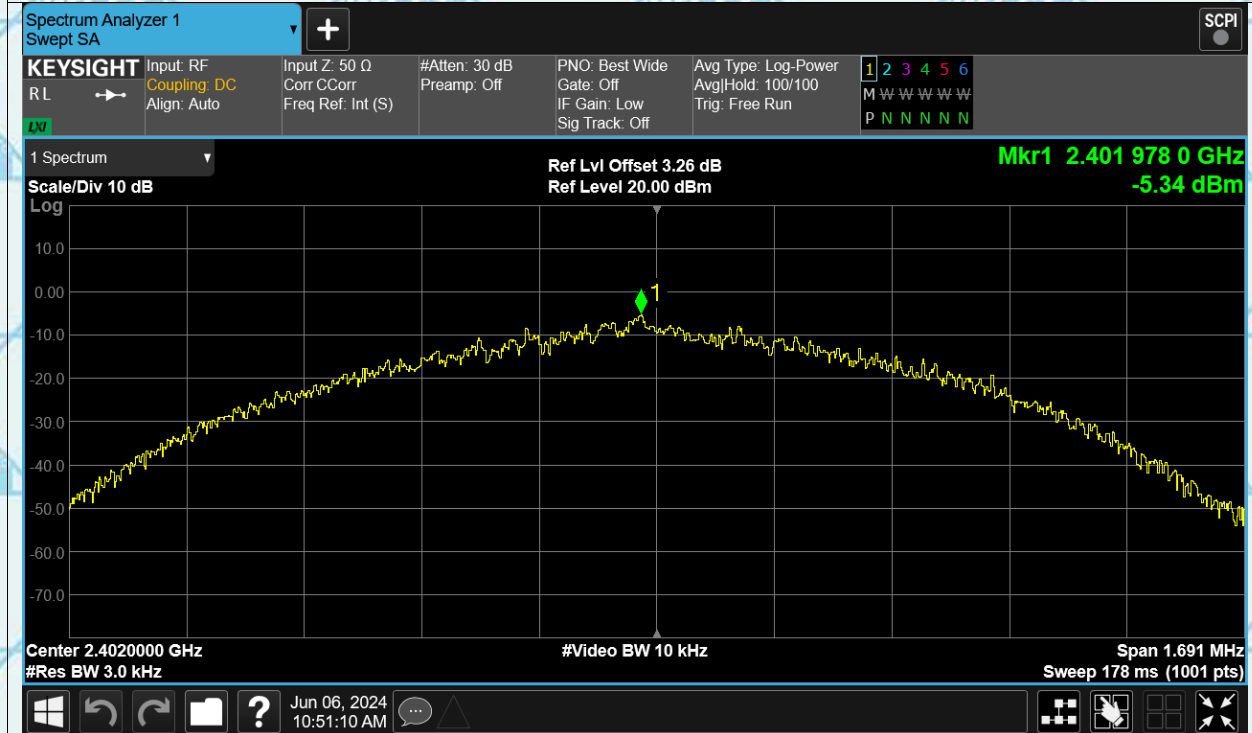 Spectrum Analyzer 1
Swept SA
+
SCPI
KEYSIGHT
R L
LXI
Input: RF
Coupling: DC
Align: Auto
Input Z: 50 Ω
Corr CCorr
Freq Ref: Int (S)
#Atten: 30 dB
Preamp: Off
PNO: Best Wide
Gate: Off
IF Gain: Low
Sig Track: Off
Avg Type: Log-Power
Avg|Hold: 100/100
Trig: Free Run
1 2 3 4 5 6
M W W W W W
P N N N N N
1 Spectrum
Scale/Div 10 dB
Log
Ref Lvl Offset 3.26 dB
Ref Level 20.00 dBm
Mkr1 2.401 978 0 GHz
-5.34 dBm
10.0
0.00
-10.0
-20.0
-30.0
-40.0
-50.0
-60.0
-70.0
1
Center 2.4020000 GHz
#Res BW 3.0 kHz
#Video BW 10 kHz
Span 1.691 MHz
Sweep 178 ms (1001 pts)
?
Jun 06, 2024
10:51:10 AM